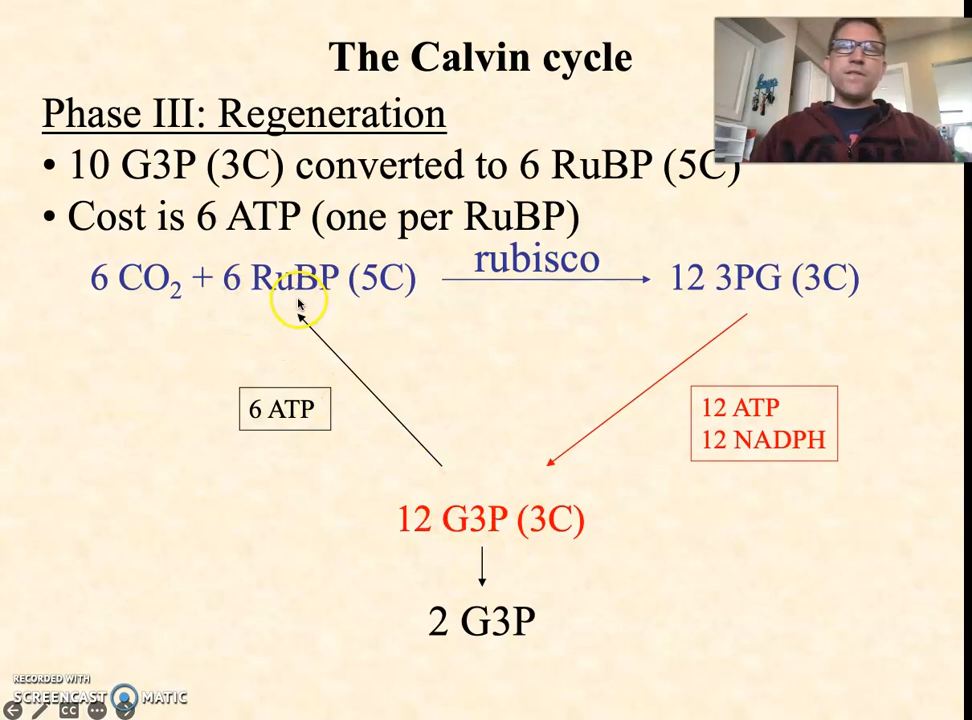 The Calvin cycle
Phase III: Regeneration
• 10 G3P (3C) converted to 6 RuBP (5C)
• Cost is 6 ATP (one per RuBP)
rubisco
6 CO₂ + 6 RuBP (5C)
12 3PG (3C)
6 ATP
12 ATP
12 NADPH
12 G3P (3C)
2 G3P
RECORDED WITH
SCREENCAST MATIC
CC